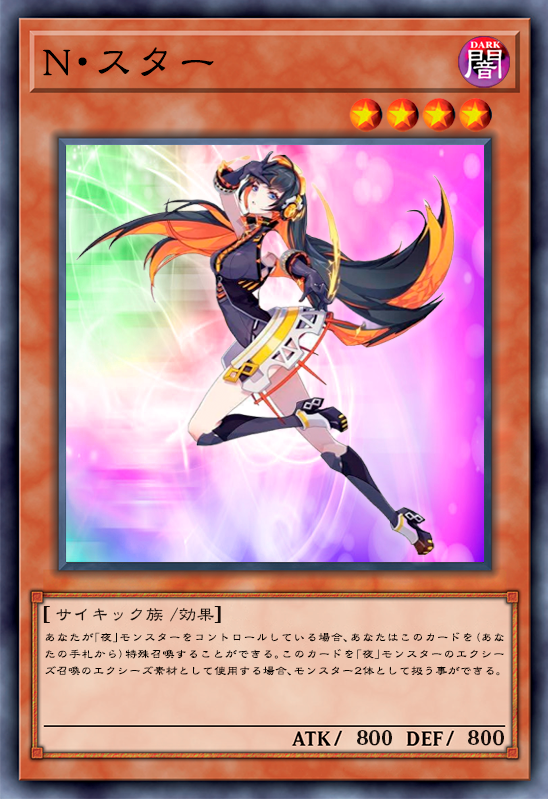 N・スター
DARK
闇
[ サイキック族 /効果]
あなたが「夜」モンスターをコントロールしている場合、あなたはこのカードを(あな
たの手札から)特殊召喚することができる。このカードを「夜」モンスターのエクシー
ズ召喚のエクシーズ素材として使用する場合、モンスター2体として扱う事ができる。
ATK/ 800 DEF/ 800